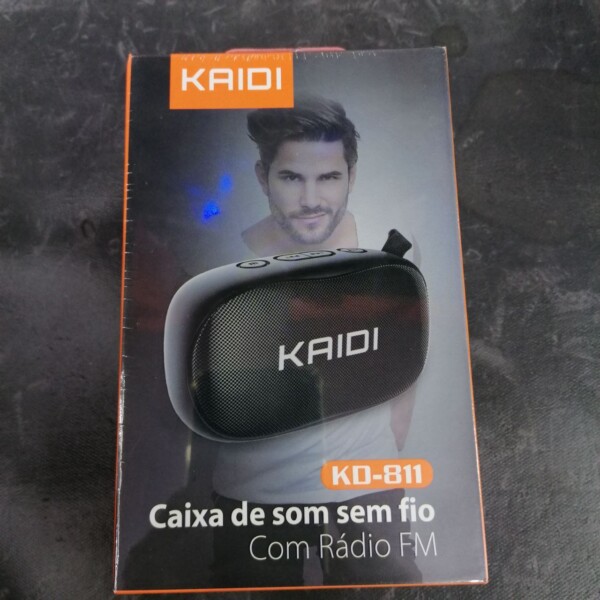 KAIDI
KAIDI
KD-811
Caixa de som sem fio
Com Rádio FM